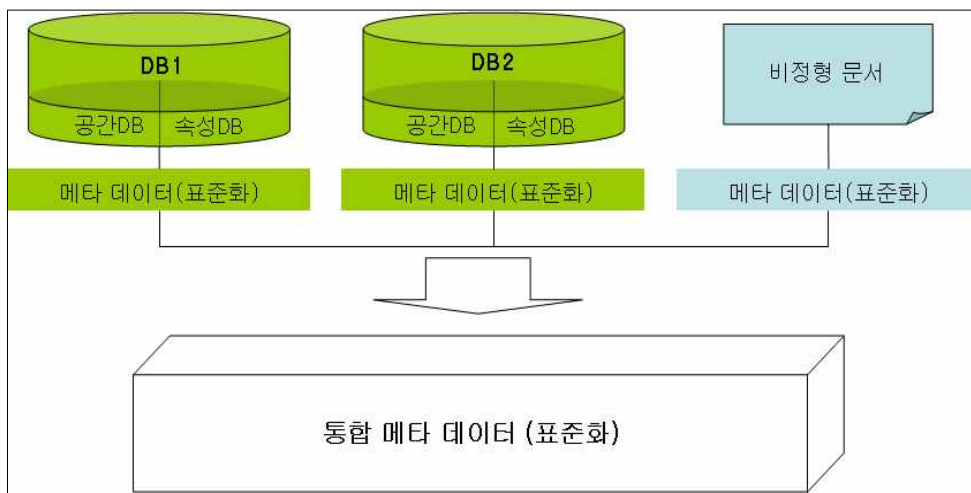 DB1
공간DB 속성DB
메타 데이터(표준화)
DB2
공간DB 속성DB
메타 데이터(표준화)
비정형 문서
메타 데이터(표준화)
통합 메타 데이터 (표준화)